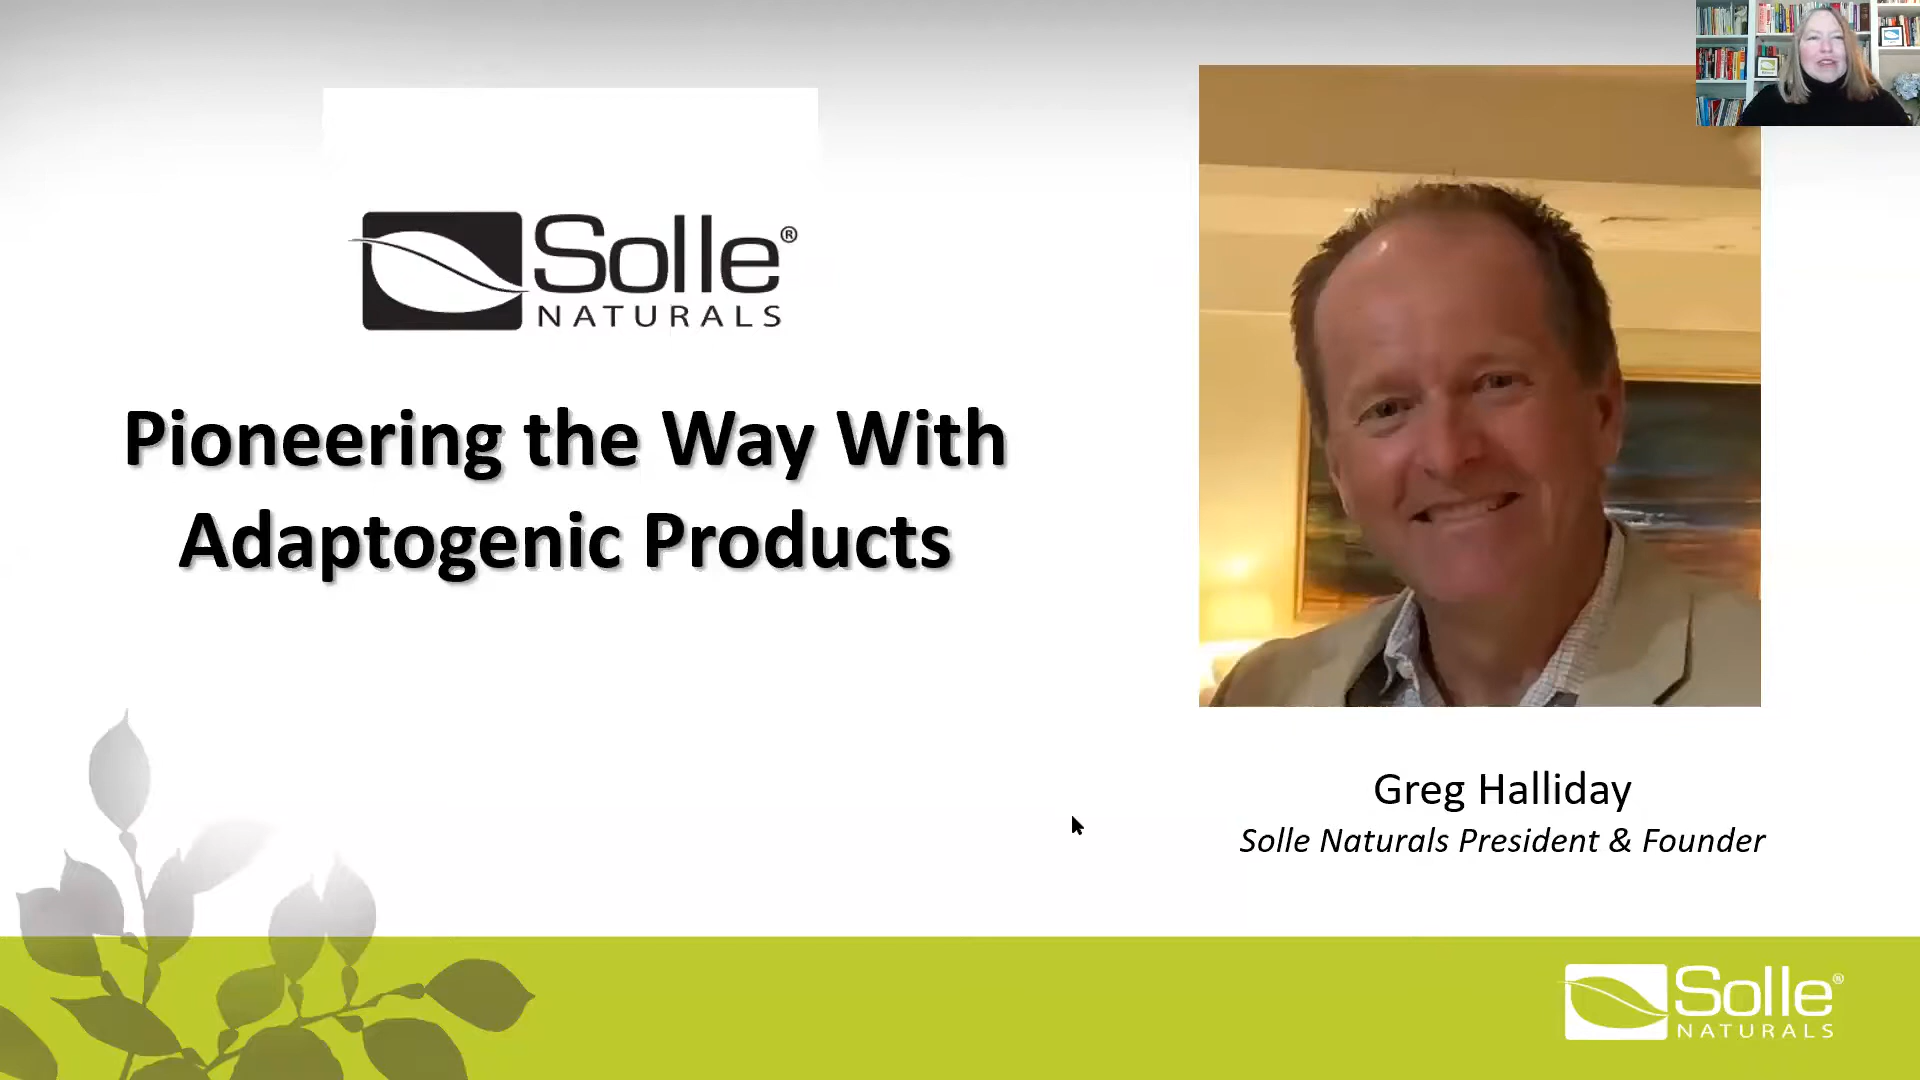 Solle®
NATURALS
Pioneering the Way With
Adaptogenic Products
Greg Halliday
Solle Naturals President & Founder
Solle®
NATURALS